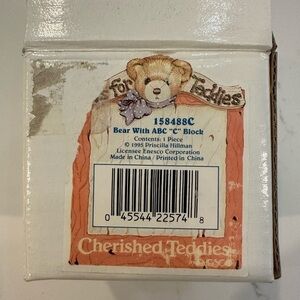 for Teddies
158488C
Bear With ABC "C" Block
Contents: 1 Piece
© 1995 Priscilla Hillman
Licensee Enesco Corporation
Made in China / Printed in China
0 45544 22574 8
Cherished Teddies